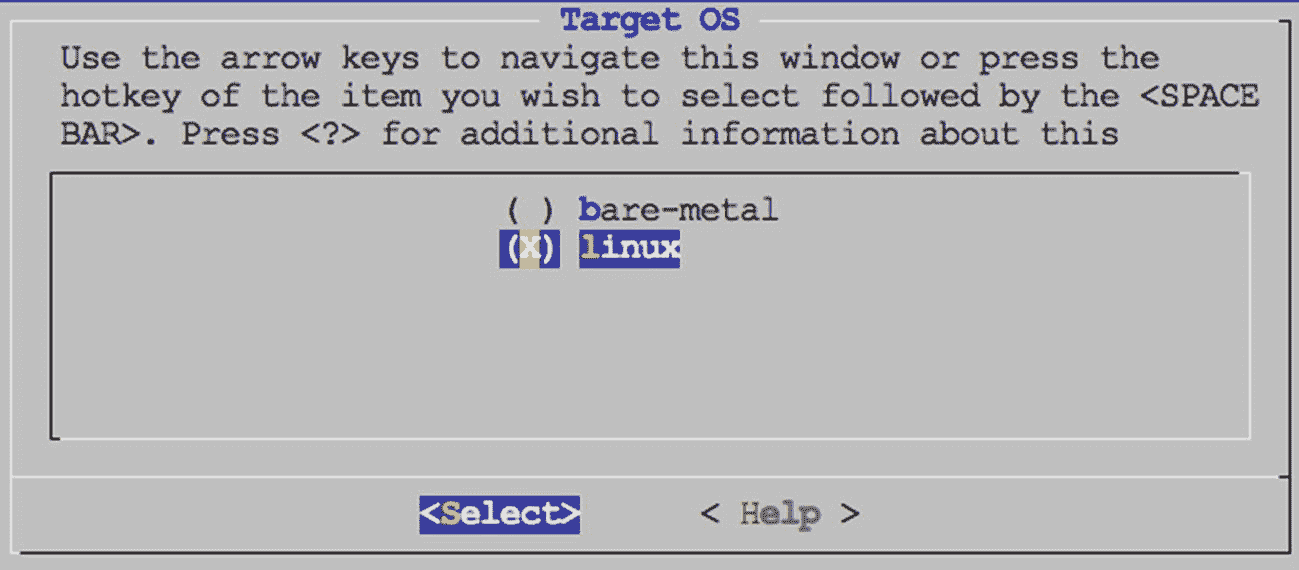 Target OS
Use the arrow keys to navigate this window or press the
hotkey of the item you wish to select followed by the <SPACE
BAR>. Press <?> for additional information about this
( ) bare-metal
(X) linux
<Select> < Help >